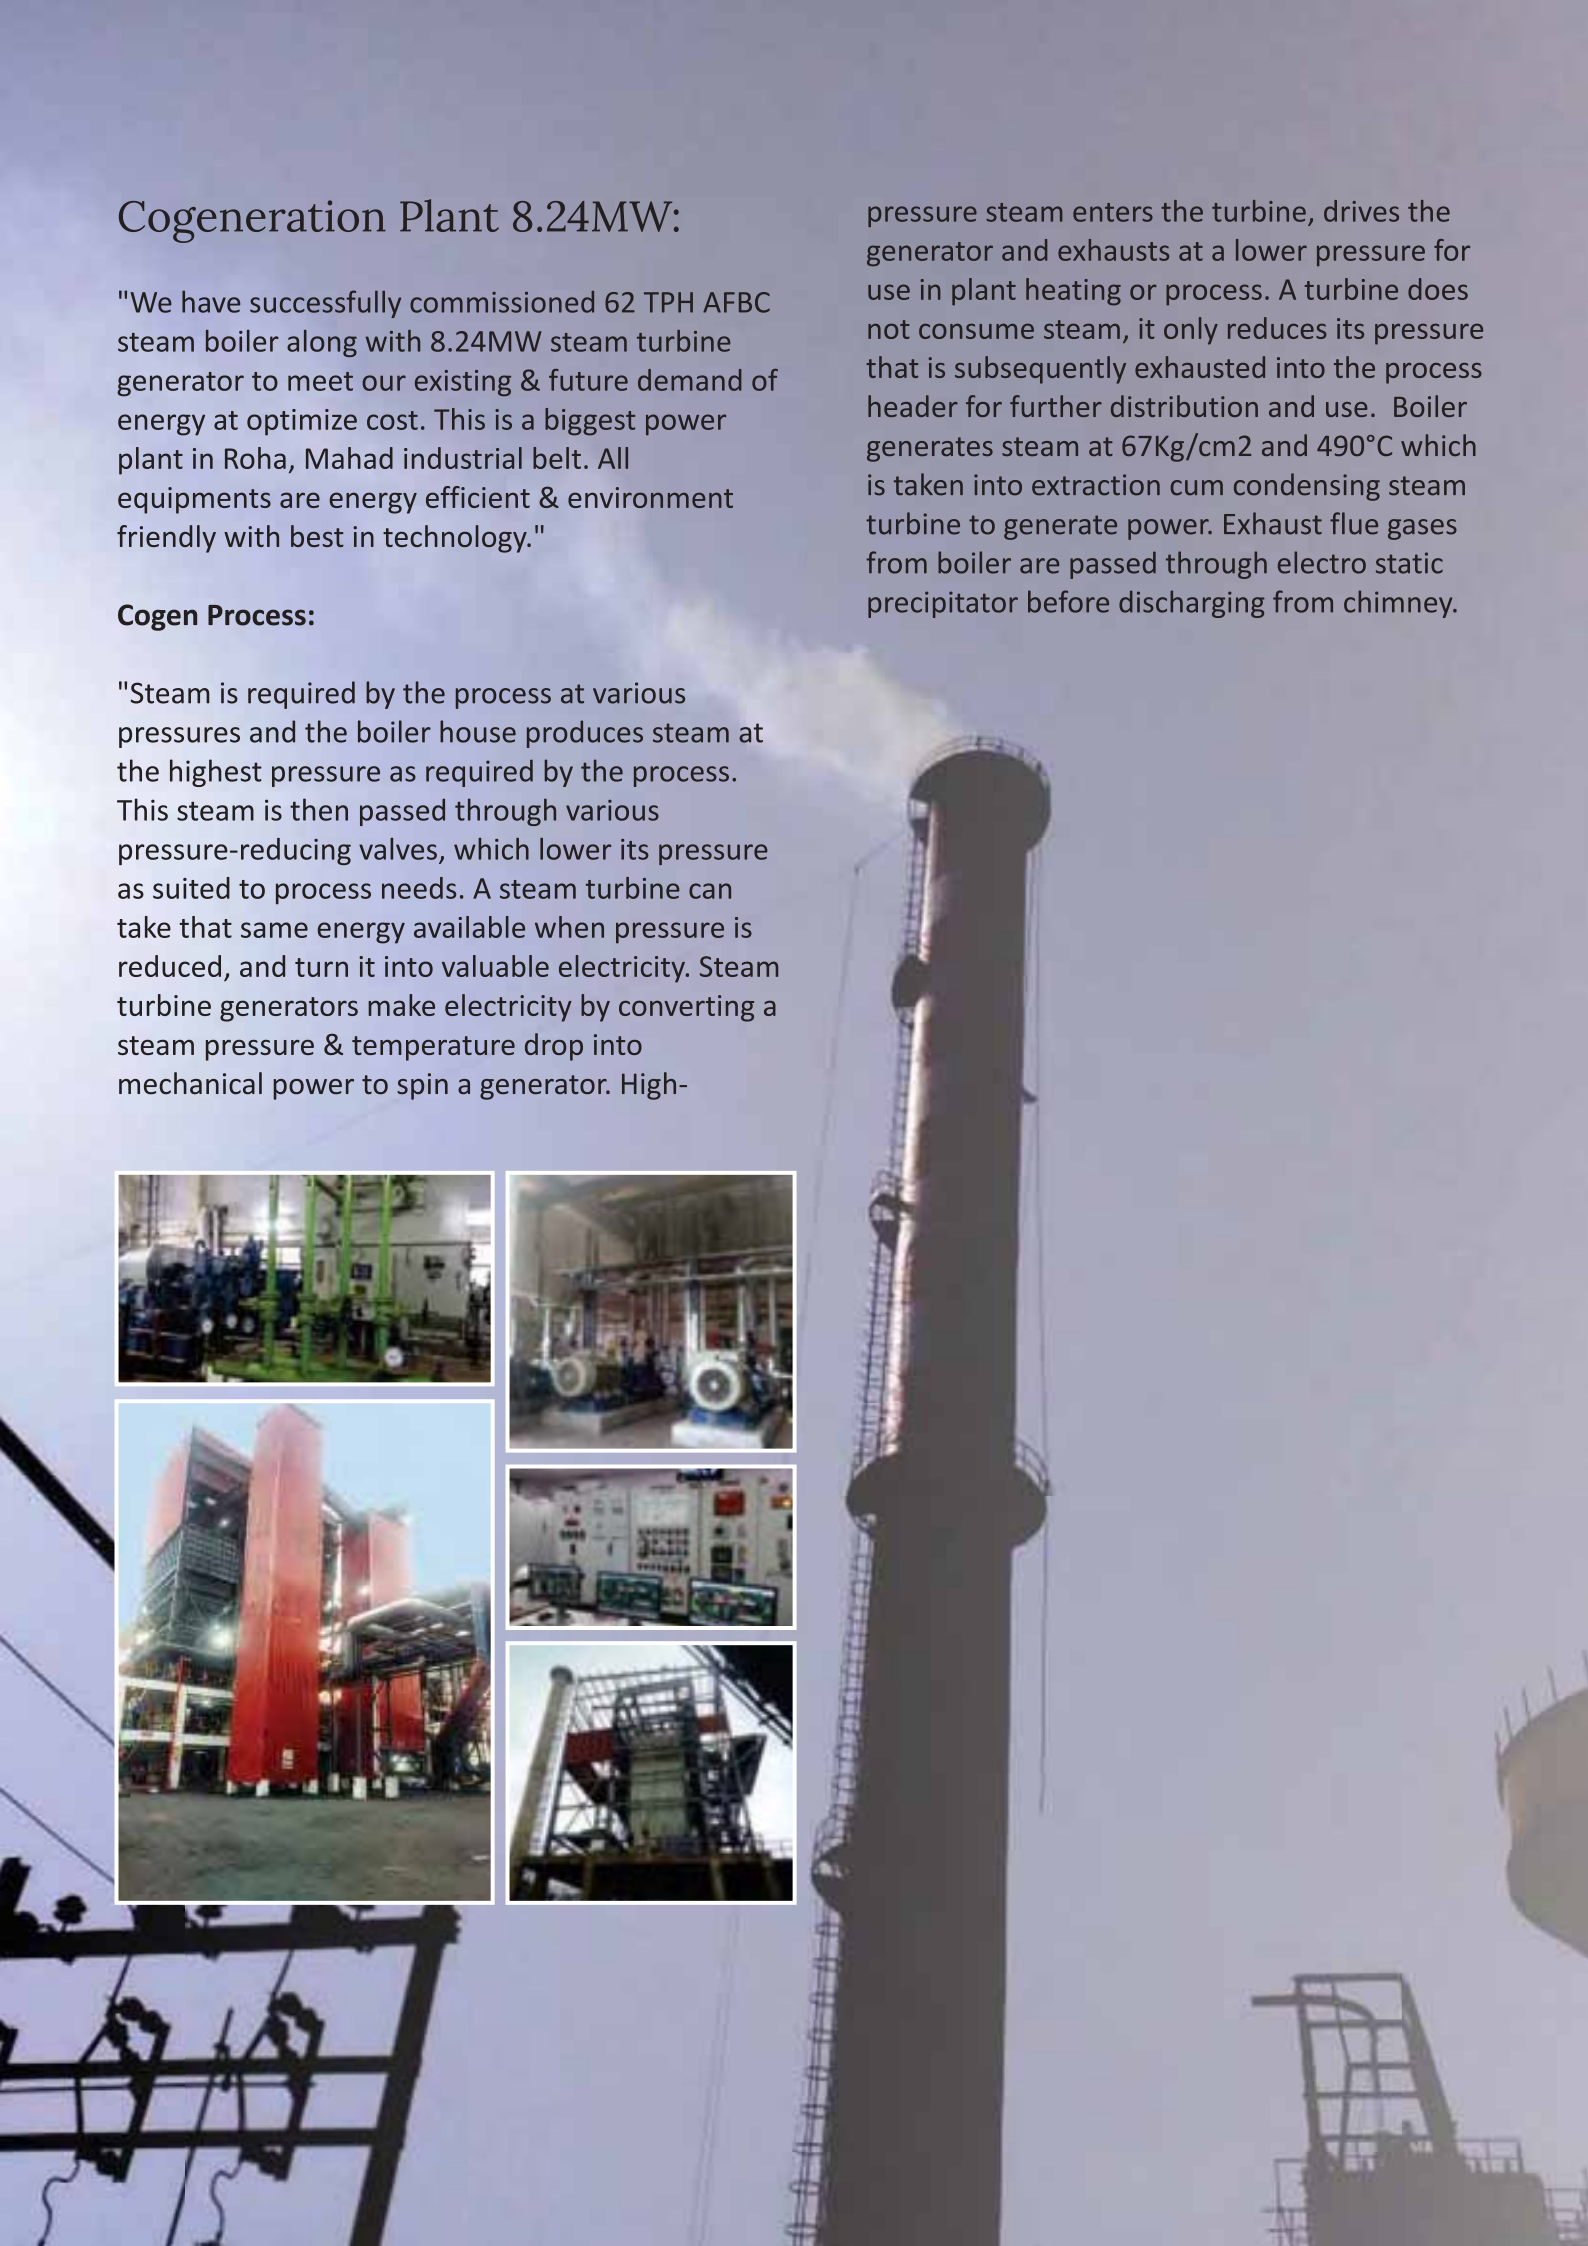 Cogeneration Plant 8.24MW:
"We have successfully commissioned 62 TPH AFBC
steam boiler along with 8.24MW steam turbine
generator to meet our existing & future demand of
energy at optimize cost. This is a biggest power
plant in Roha, Mahad industrial belt. All
equipments are energy efficient & environment
friendly with best in technology."
Cogen Process:
"Steam is required by the process at various
pressures and the boiler house produces steam at
the highest pressure as required by the process.
This steam is then passed through various
pressure-reducing valves, which lower its pressure
as suited to process needs. A steam turbine can
take that same energy available when pressure is
reduced, and turn it into valuable electricity. Steam
turbine generators make electricity by converting a
steam pressure & temperature drop into
mechanical power to spin a generator. High-
pressure steam enters the turbine, drives the
generator and exhausts at a lower pressure for
use in plant heating or process. A turbine does
not consume steam, it only reduces its pressure
that is subsequently exhausted into the process
header for further distribution and use.  Boiler
generates steam at 67Kg/cm2 and 490°C which
is taken into extraction cum condensing steam
turbine to generate power. Exhaust flue gases
from boiler are passed through electro static
precipitator before discharging from chimney.